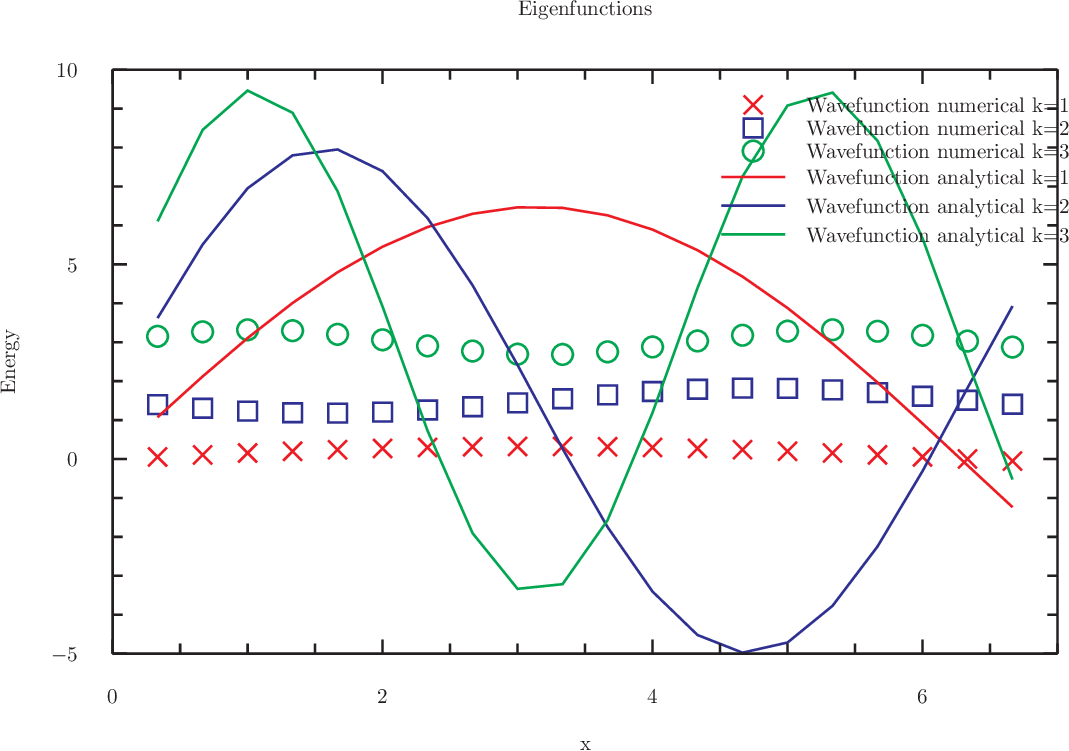 Eigenfunctions
10
Wavefunction numerical k=1
Wavefunction numerical k=2
Wavefunction numerical k=3
Wavefunction analytical k=1
Wavefunction analytical k=2
Wavefunction analytical k=3
5
Energy
0
−5
0 2 4 6
x